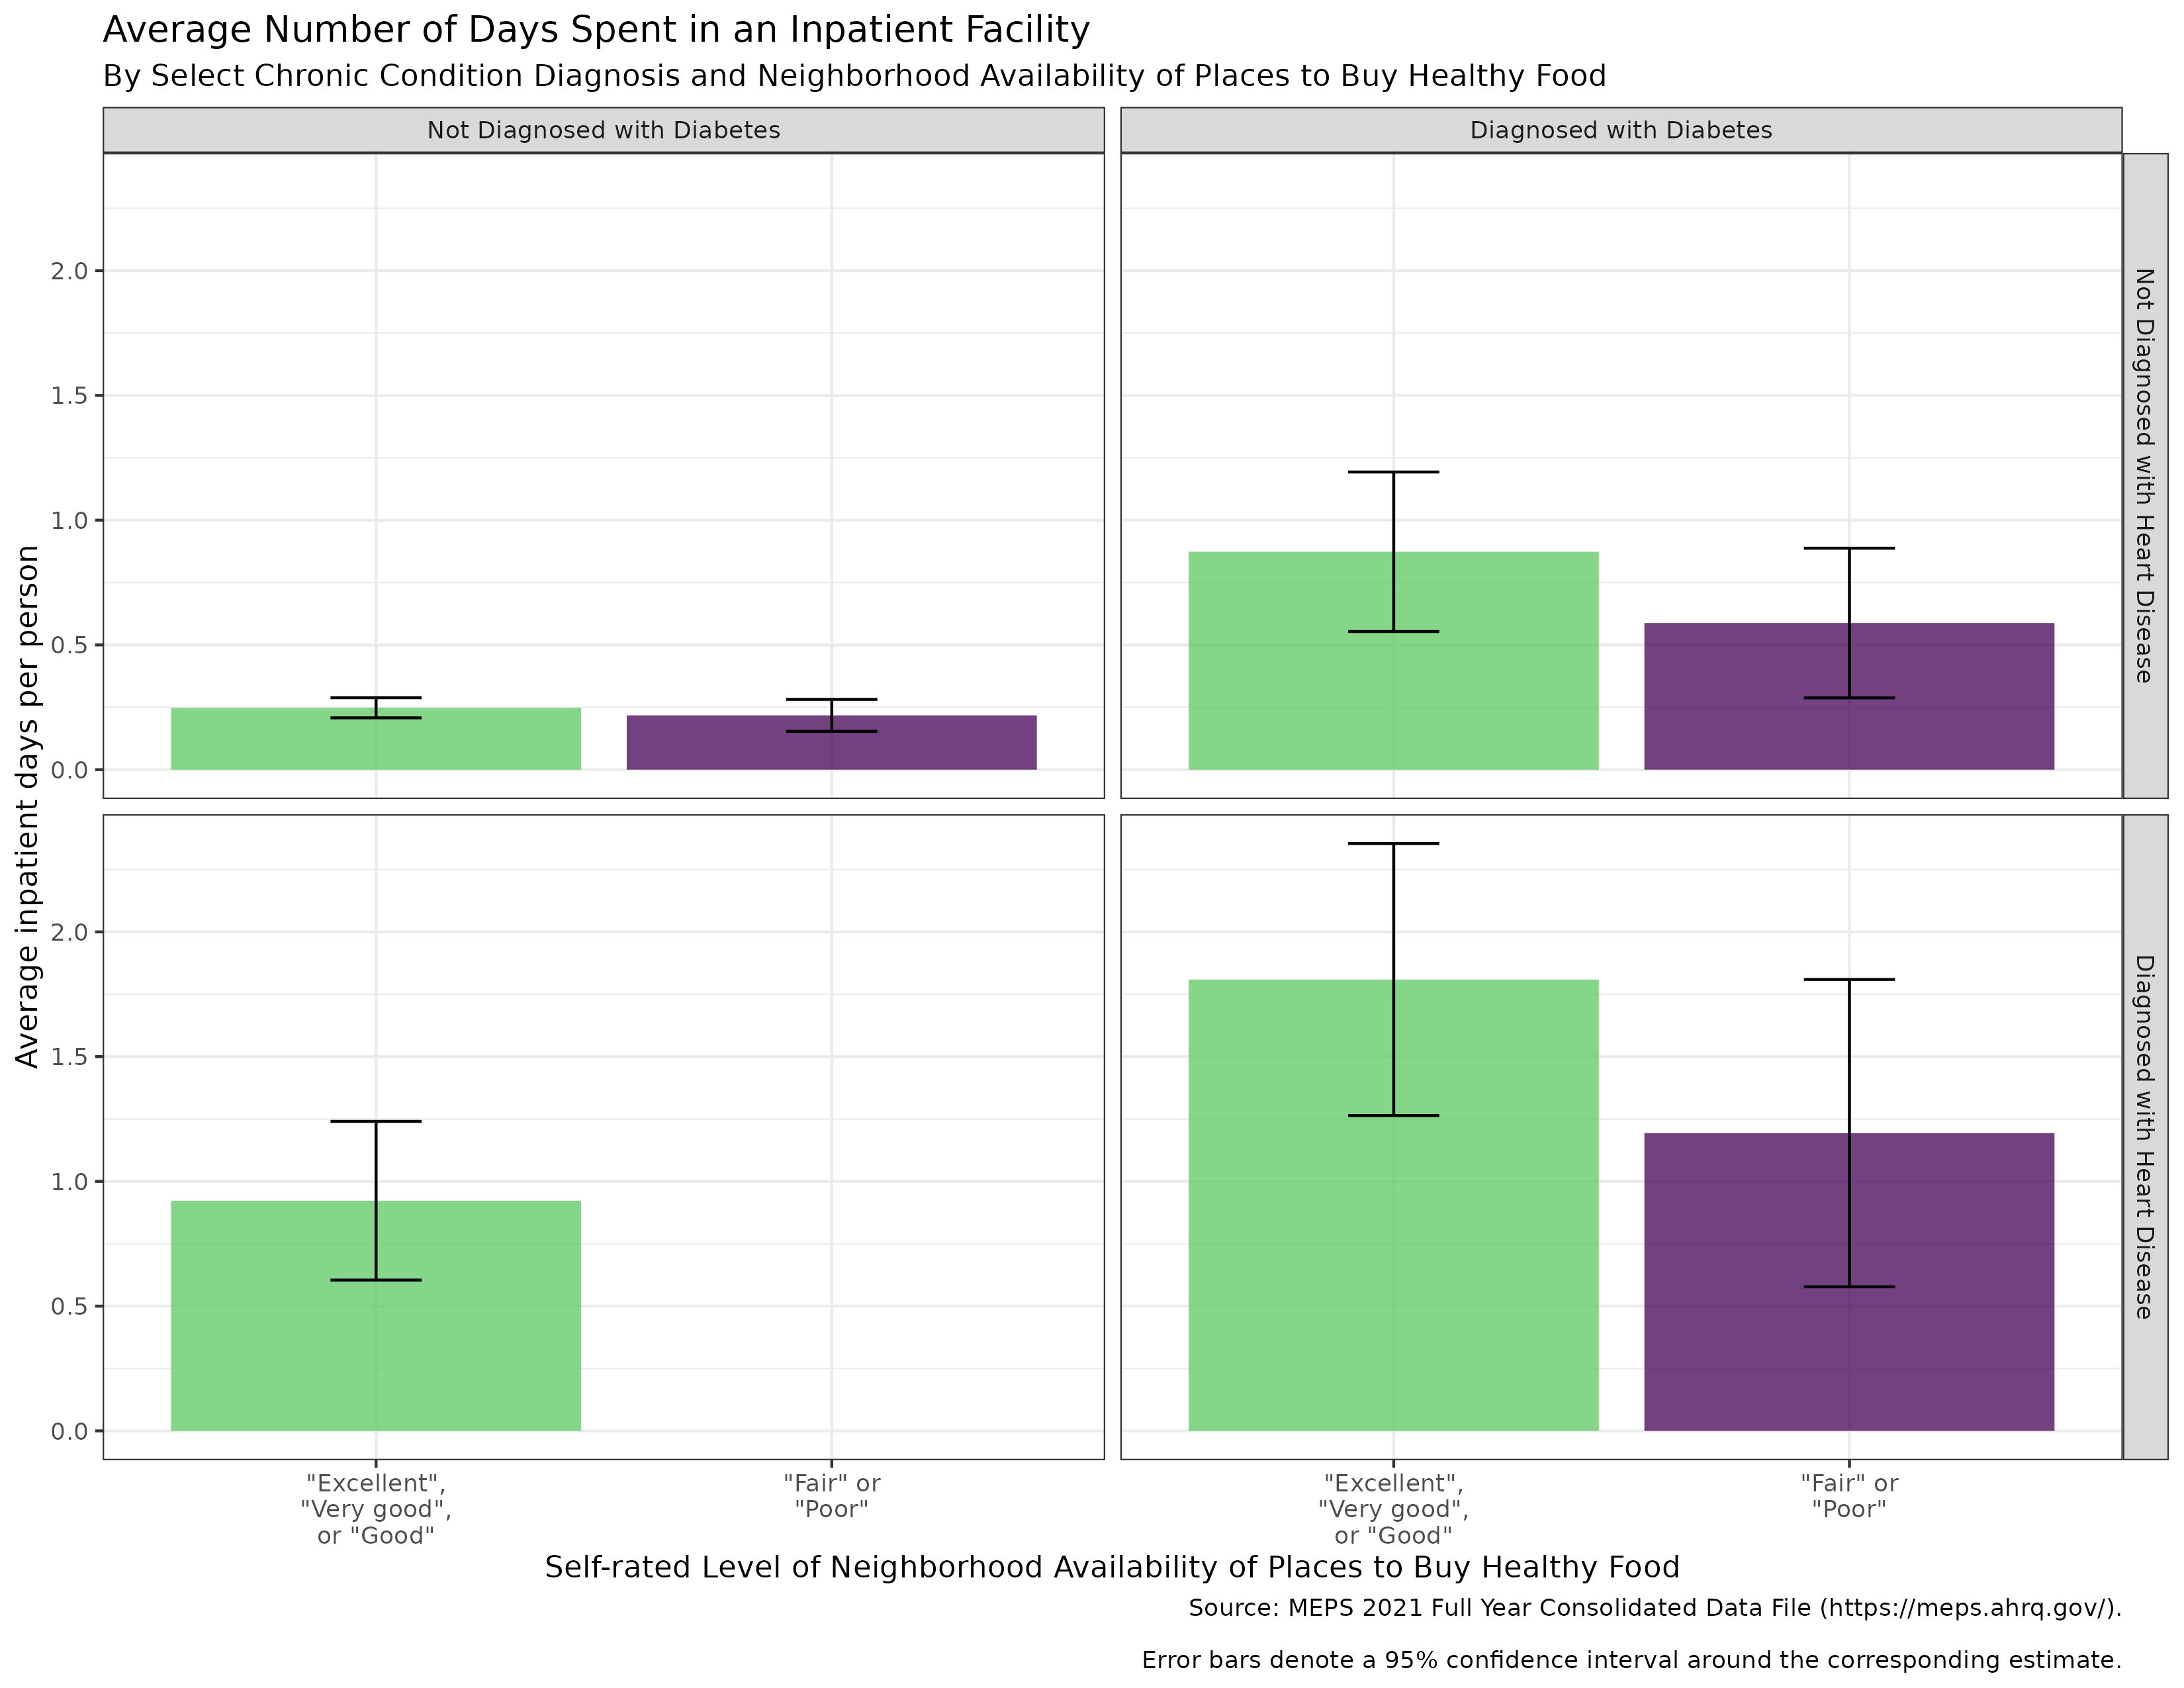 Average Number of Days Spent in an Inpatient Facility
By Select Chronic Condition Diagnosis and Neighborhood Availability of Places to Buy Healthy Food
Not Diagnosed with Diabetes
Diagnosed with Diabetes
Average inpatient days per person
2.0
1.5
1.0
0.5
0.0
Not Diagnosed with Heart Disease
2.0
1.5
1.0
0.5
0.0
Diagnosed with Heart Disease
"Excellent",
"Very good",
or "Good"
"Fair" or
"Poor"
"Excellent",
"Very good",
or "Good"
"Fair" or
"Poor"
Self-rated Level of Neighborhood Availability of Places to Buy Healthy Food
Source: MEPS 2021 Full Year Consolidated Data File (https://meps.ahrq.gov/).
Error bars denote a 95% confidence interval around the corresponding estimate.